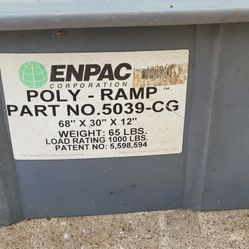 ENPAC
CORPORATION
POLY - RAMP ™
PART NO.5039-CG
68" X 30" X 12"
WEIGHT: 65 LBS.
LOAD RATING 1000 LBS.
PATENT NO: 5,598,594